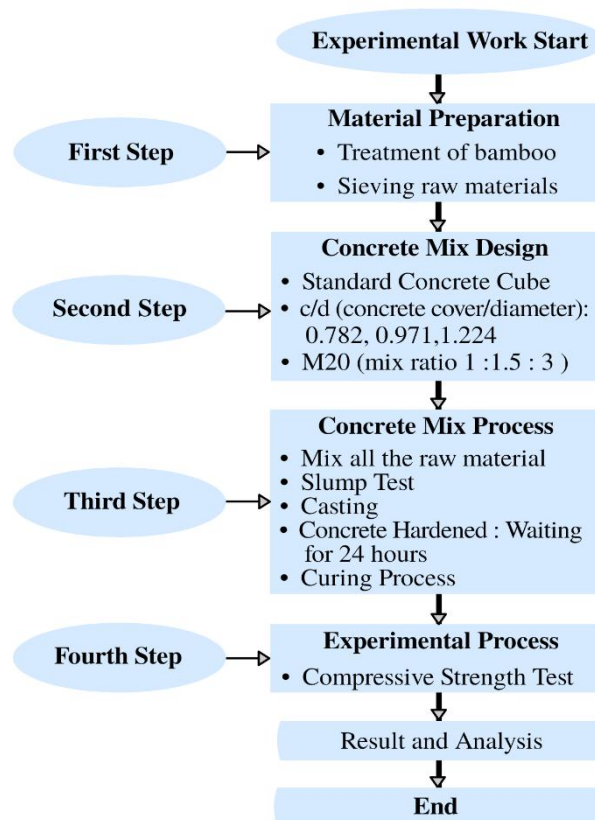 Experimental Work Start
First Step
Material Preparation
• Treatment of bamboo
• Sieving raw materials
Second Step
Concrete Mix Design
• Standard Concrete Cube
• c/d (concrete cover/diameter):
0.782, 0.971,1.224
• M20 (mix ratio 1 :1.5 : 3 )
Third Step
Concrete Mix Process
• Mix all the raw material
• Slump Test
• Casting
• Concrete Hardened : Waiting
for 24 hours
• Curing Process
Fourth Step
Experimental Process
• Compressive Strength Test
Result and Analysis
End